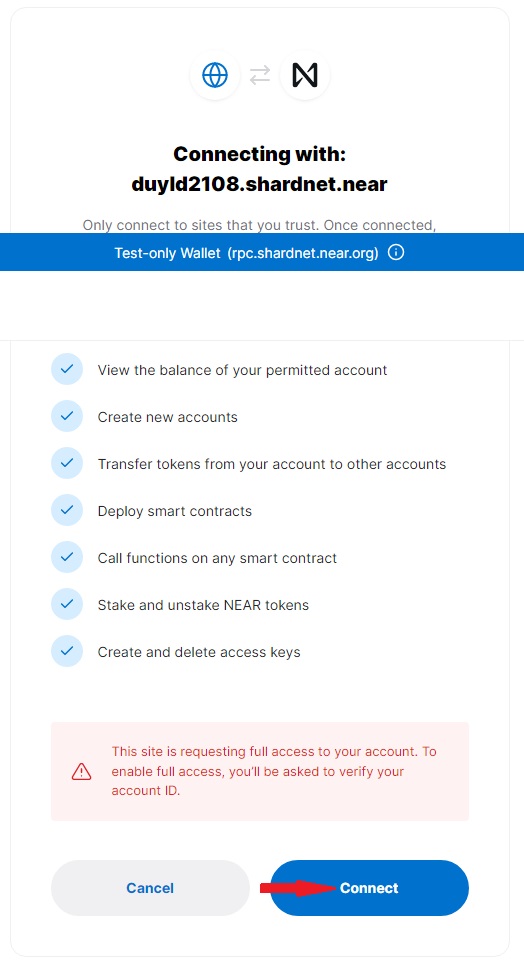 Connecting with:
duyld2108.shardnet.near
Only connect to sites that you trust. Once connected,
Test-only Wallet (rpc.shardnet.near.org)
View the balance of your permitted account
Create new accounts
Transfer tokens from your account to other accounts
Deploy smart contracts
Call functions on any smart contract
Stake and unstake NEAR tokens
Create and delete access keys
This site is requesting full access to your account. To
enable full access, you'll be asked to verify your
account ID.
Cancel
Connect